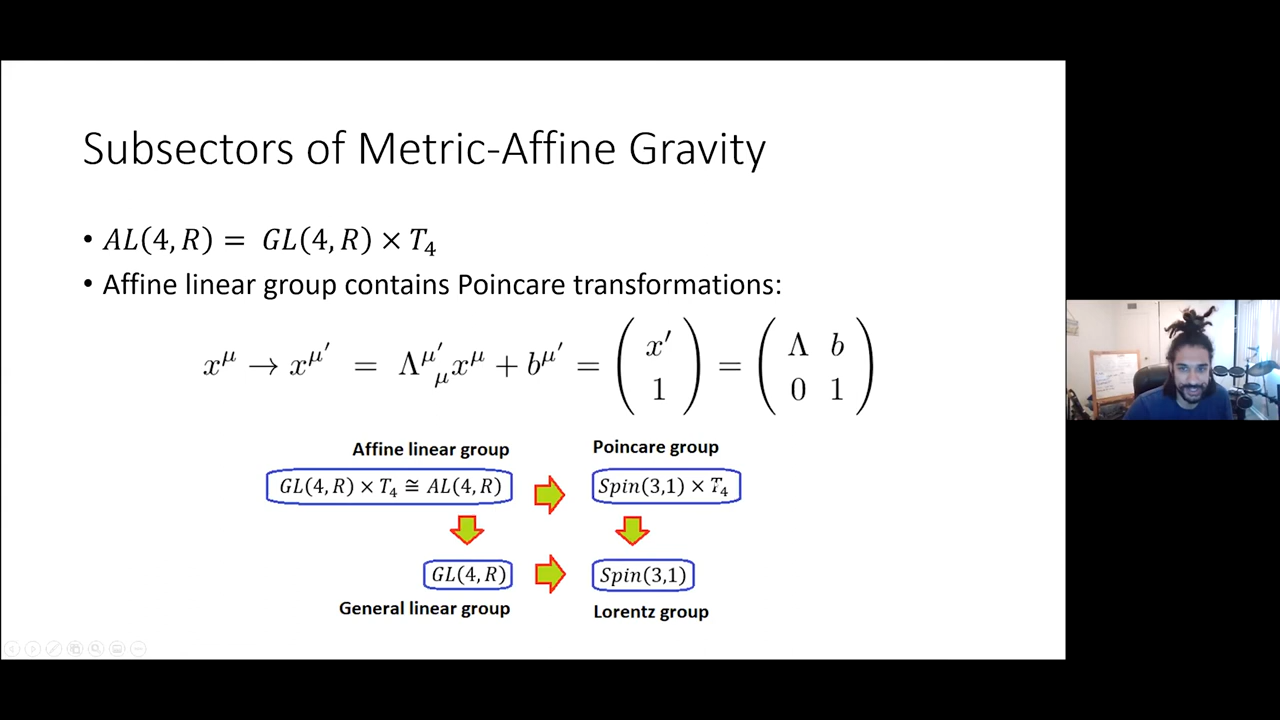 Subsectors of Metric-Affine Gravity
• AL(4, R) = GL(4, R) × T₄
• Affine linear group contains Poincare transformations:
x^μ → x^μ′ = Λ^μ′_μ x^μ + b^μ′ = ( x′ 1 ) = ( Λ b 0 1 )
Affine linear group Poincare group
GL(4, R) × T₄ ≅ AL(4, R) Spin(3,1) × T₄
GL(4, R) Spin(3,1)
General linear group Lorentz group